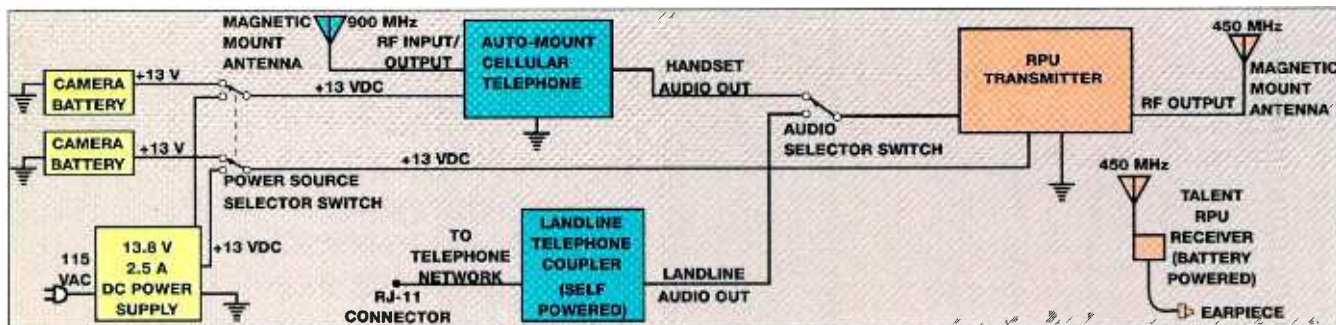 MAGNETIC
MOUNT
ANTENNA
900 MHz
RF INPUT/
OUTPUT
AUTO-MOUNT
CELLULAR
TELEPHONE
HANDSET
AUDIO OUT
RPU
TRANSMITTER
450 MHz
MAGNETIC
MOUNT
ANTENNA
RF OUTPUT
CAMERA
BATTERY
+13 V
+13 VDC
AUDIO
SELECTOR SWITCH
CAMERA
BATTERY
+13 V
+13 VDC
POWER SOURCE
SELECTOR SWITCH
450 MHz
TALENT
RPU
RECEIVER
(BATTERY
POWERED)
EARPIECE
115
VAC
13.8 V
2.5 A
DC POWER
SUPPLY
+13 VDC
TO
TELEPHONE
NETWORK
RJ-11
CONNECTOR
LANDLINE
TELEPHONE
COUPLER
(SELF
POWERED)
LANDLINE
AUDIO OUT